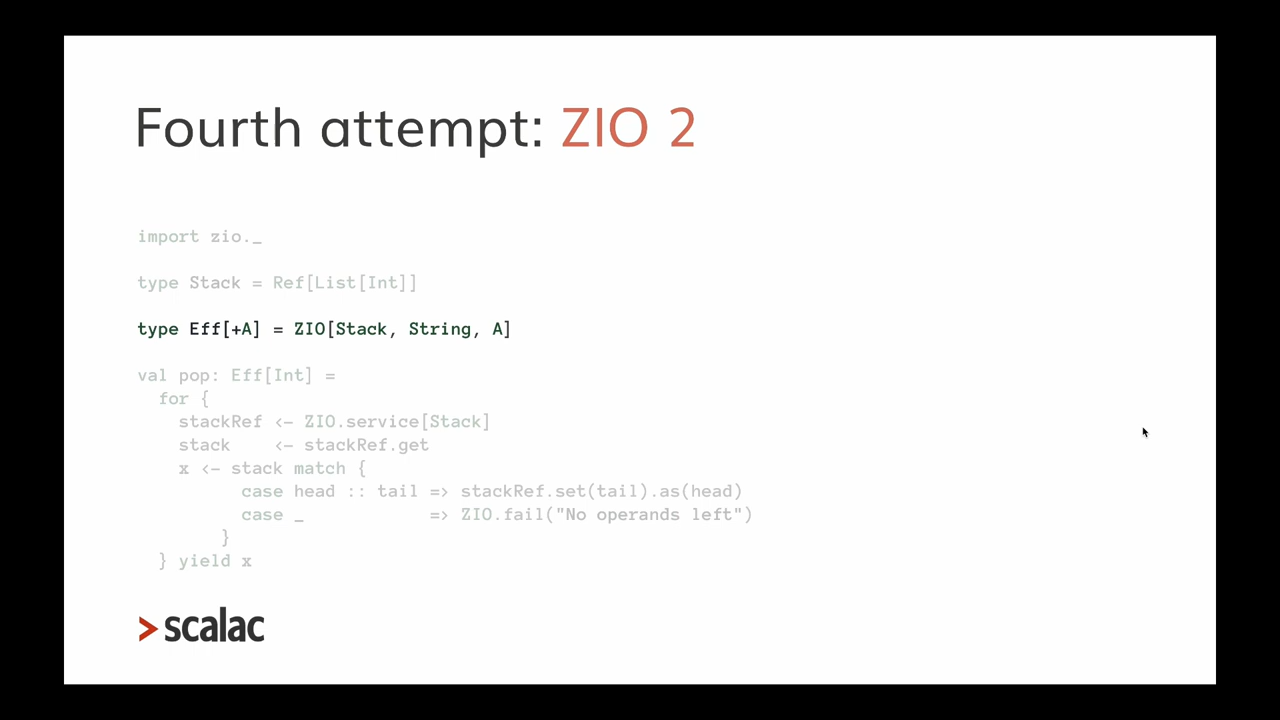 Fourth attempt: ZIO 2
import zio._
type Stack = Ref[List[Int]]
type Eff[+A] = ZIO[Stack, String, A]
val pop: Eff[Int] =
  for {
    stackRef <- ZIO.service[Stack]
    stack    <- stackRef.get
    x <- stack match {
          case head :: tail => stackRef.set(tail).as(head)
          case _            => ZIO.fail("No operands left")
        }
  } yield x
>scalac